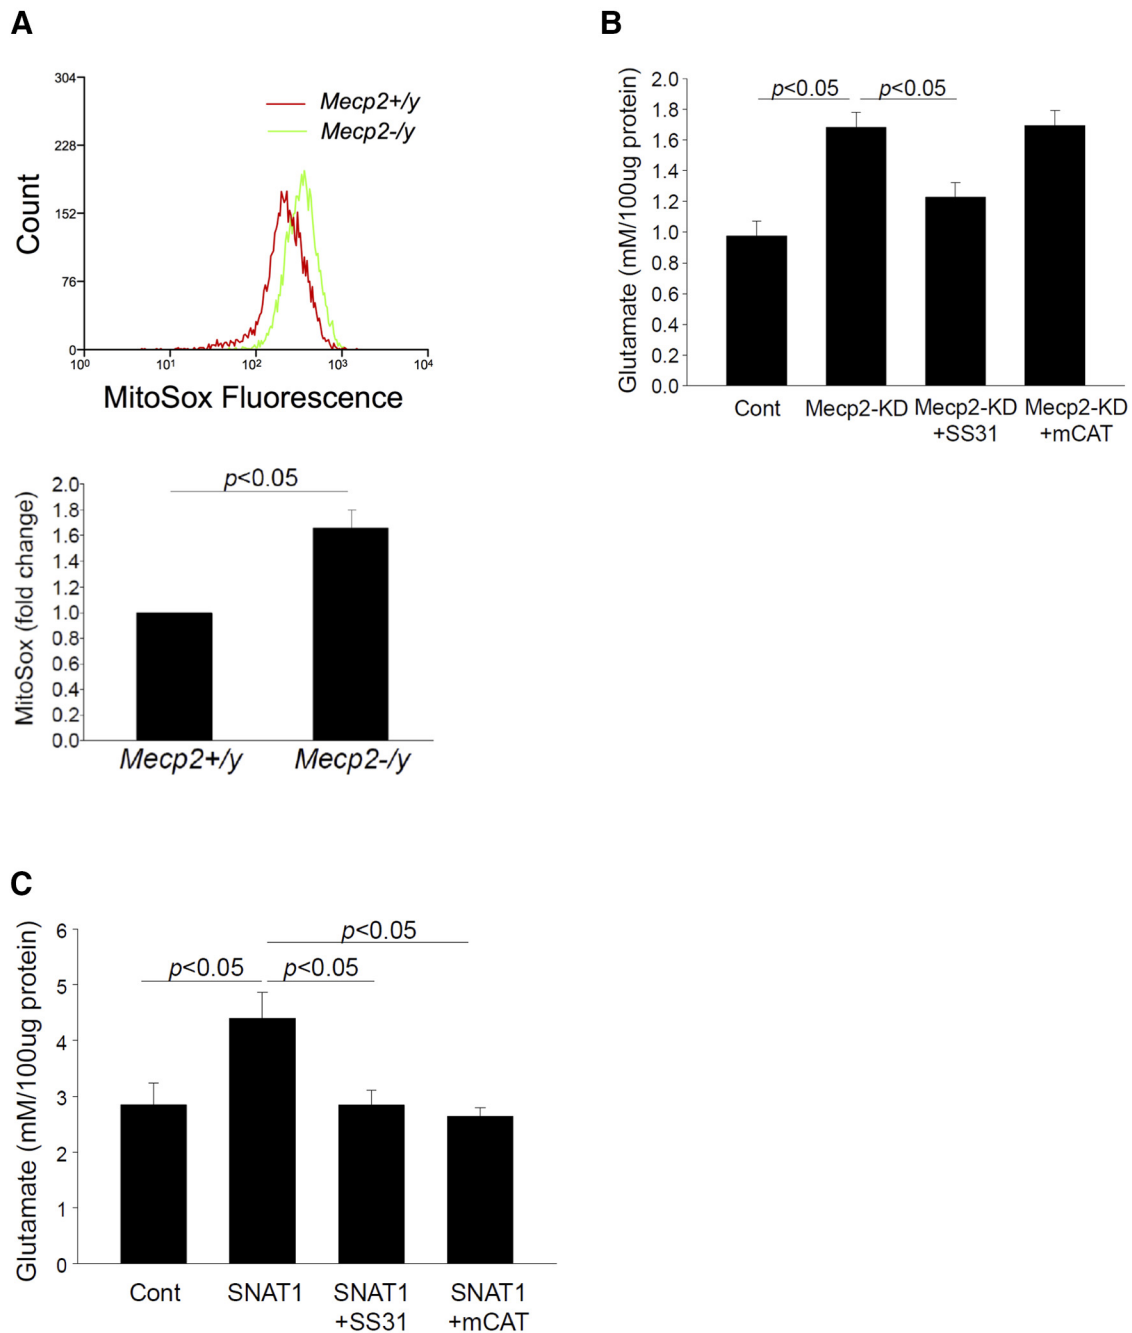 A
304
228
152
76
0
Count
Mecp2+/y
Mecp2-/y
10⁰ 10¹ 10² 10³ 10⁴
MitoSox Fluorescence
p<0.05
2.0
1.8
1.6
1.4
1.2
1.0
0.8
0.6
0.4
0.2
0.0
MitoSox (fold change)
Mecp2+/y Mecp2-/y
B
p<0.05 p<0.05
2.0
1.8
1.6
1.4
1.2
1.0
0.8
0.6
0.4
0.2
0.0
Glutamate (mM/100ug protein)
Cont Mecp2-KD Mecp2-KD Mecp2-KD
+SS31 +mCAT
C
p<0.05
p<0.05 p<0.05
6
5
4
3
2
1
0
Glutamate (mM/100ug protein)
Cont SNAT1 SNAT1 SNAT1
+SS31 +mCAT